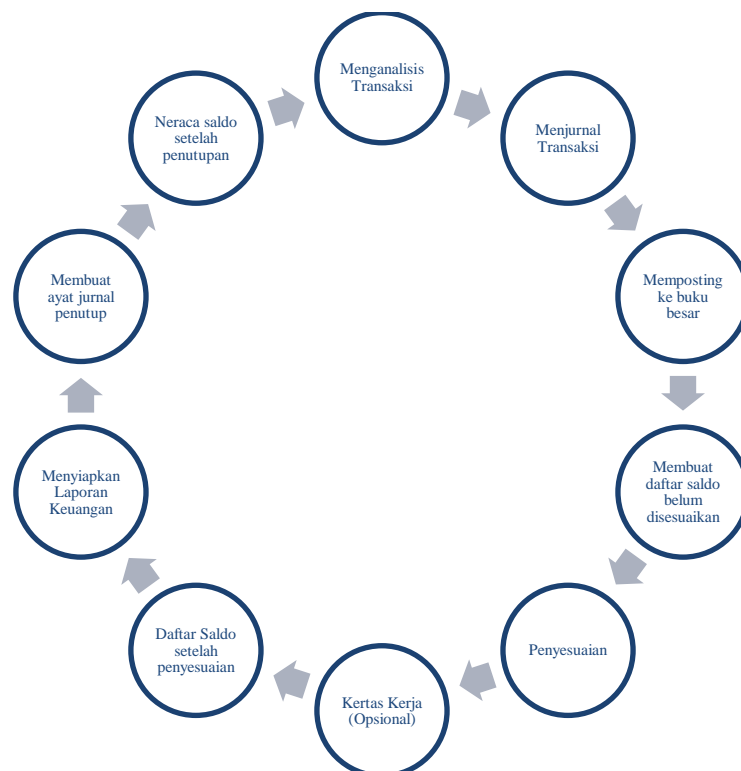 Menganalisis
Transaksi
Menjurnal
Transaksi
Memposting
ke buku
besar
Membuat
daftar saldo
belum
disesuaikan
Penyesuaian
Kertas Kerja
(Opsional)
Daftar Saldo
setelah
penyesuaian
Menyiapkan
Laporan
Keuangan
Membuat
ayat jurnal
penutup
Neraca saldo
setelah
penutupan